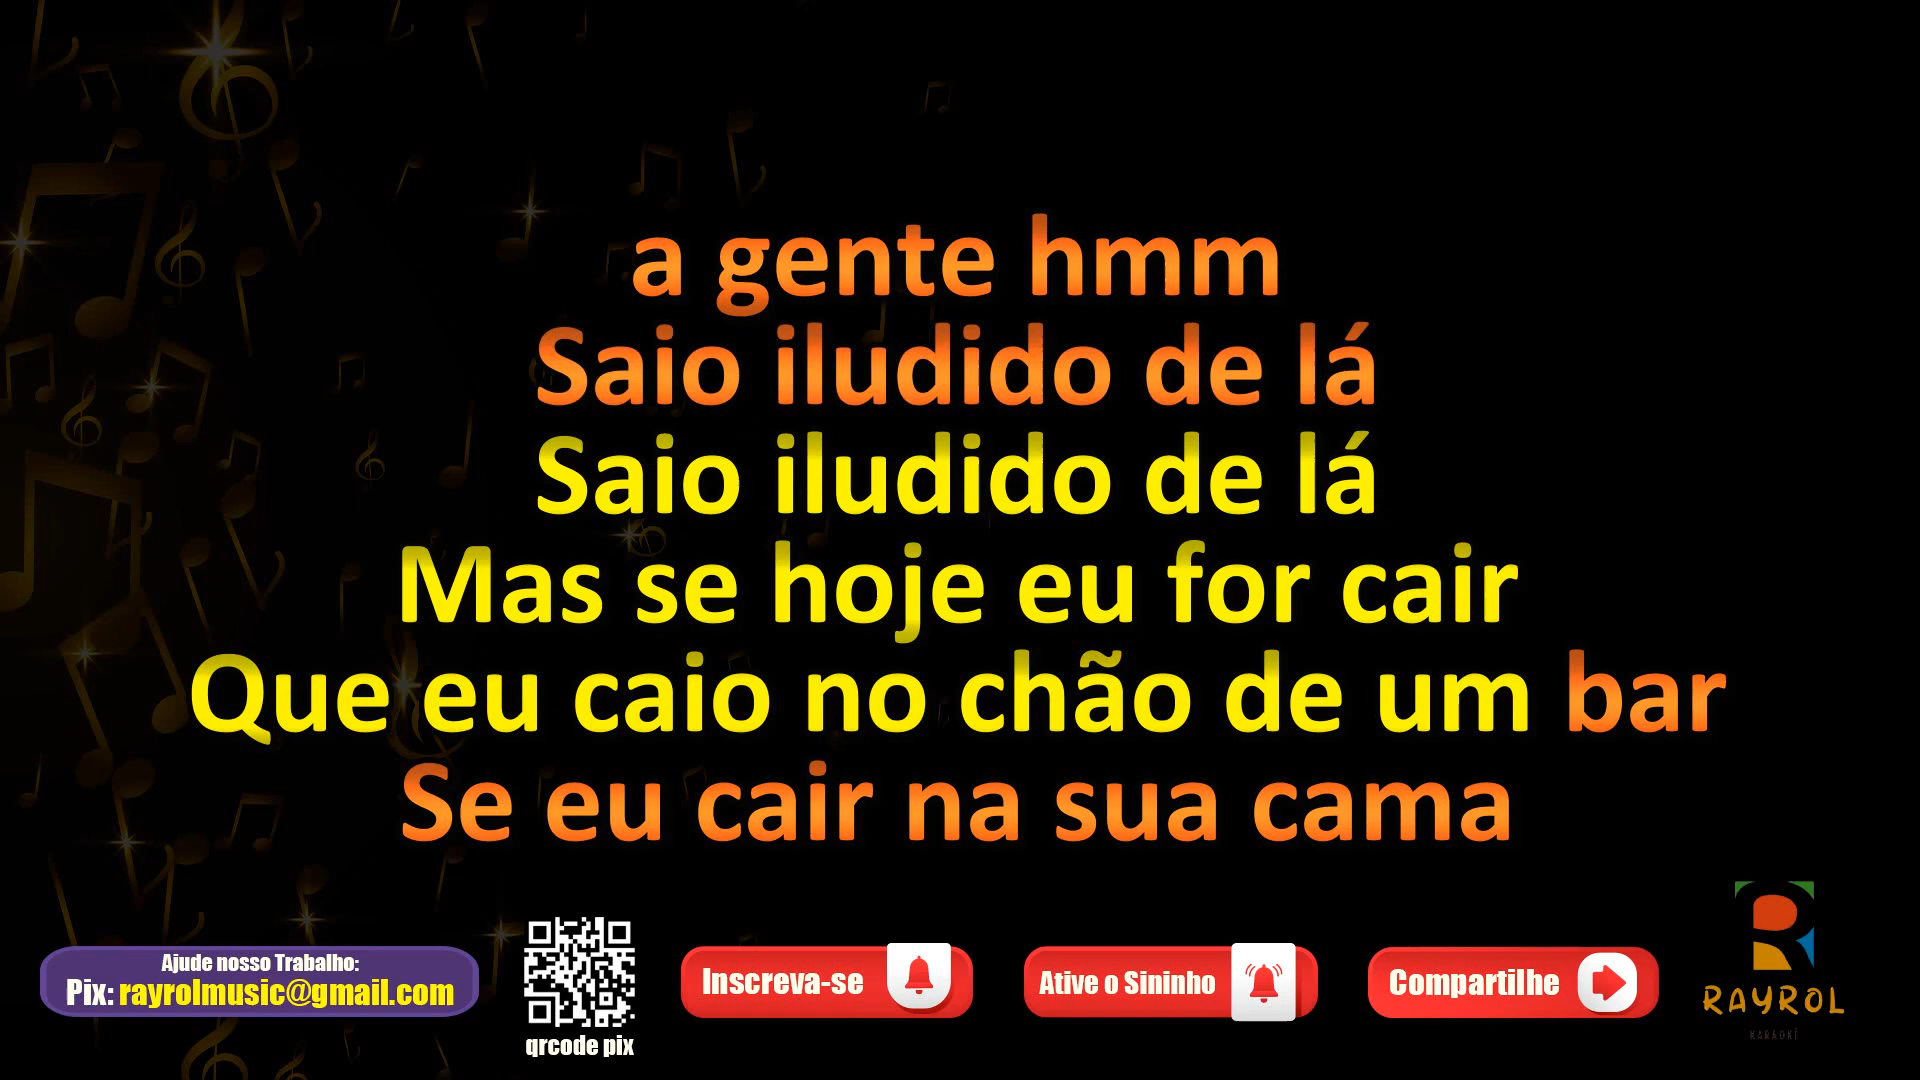 a gente hmm
Saio iludido de lá
Saio iludido de lá
Mas se hoje eu for cair
Que eu caio no chão de um bar
Se eu cair na sua cama
Ajude nosso Trabalho:
Pix: rayrolmusic@gmail.com
qrcode pix
Inscreva-se
Ative o Sininho
Compartilhe
RAYROL
KARAOKÊ